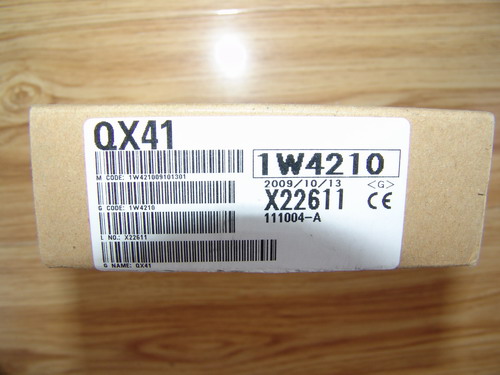 QX41
M CODE: 1W421009101301
G CODE: 1W4210
L NO.: X22611
G NAME: QX41
1W4210
2009/10/13 <G>
X22611 CE
111004-A